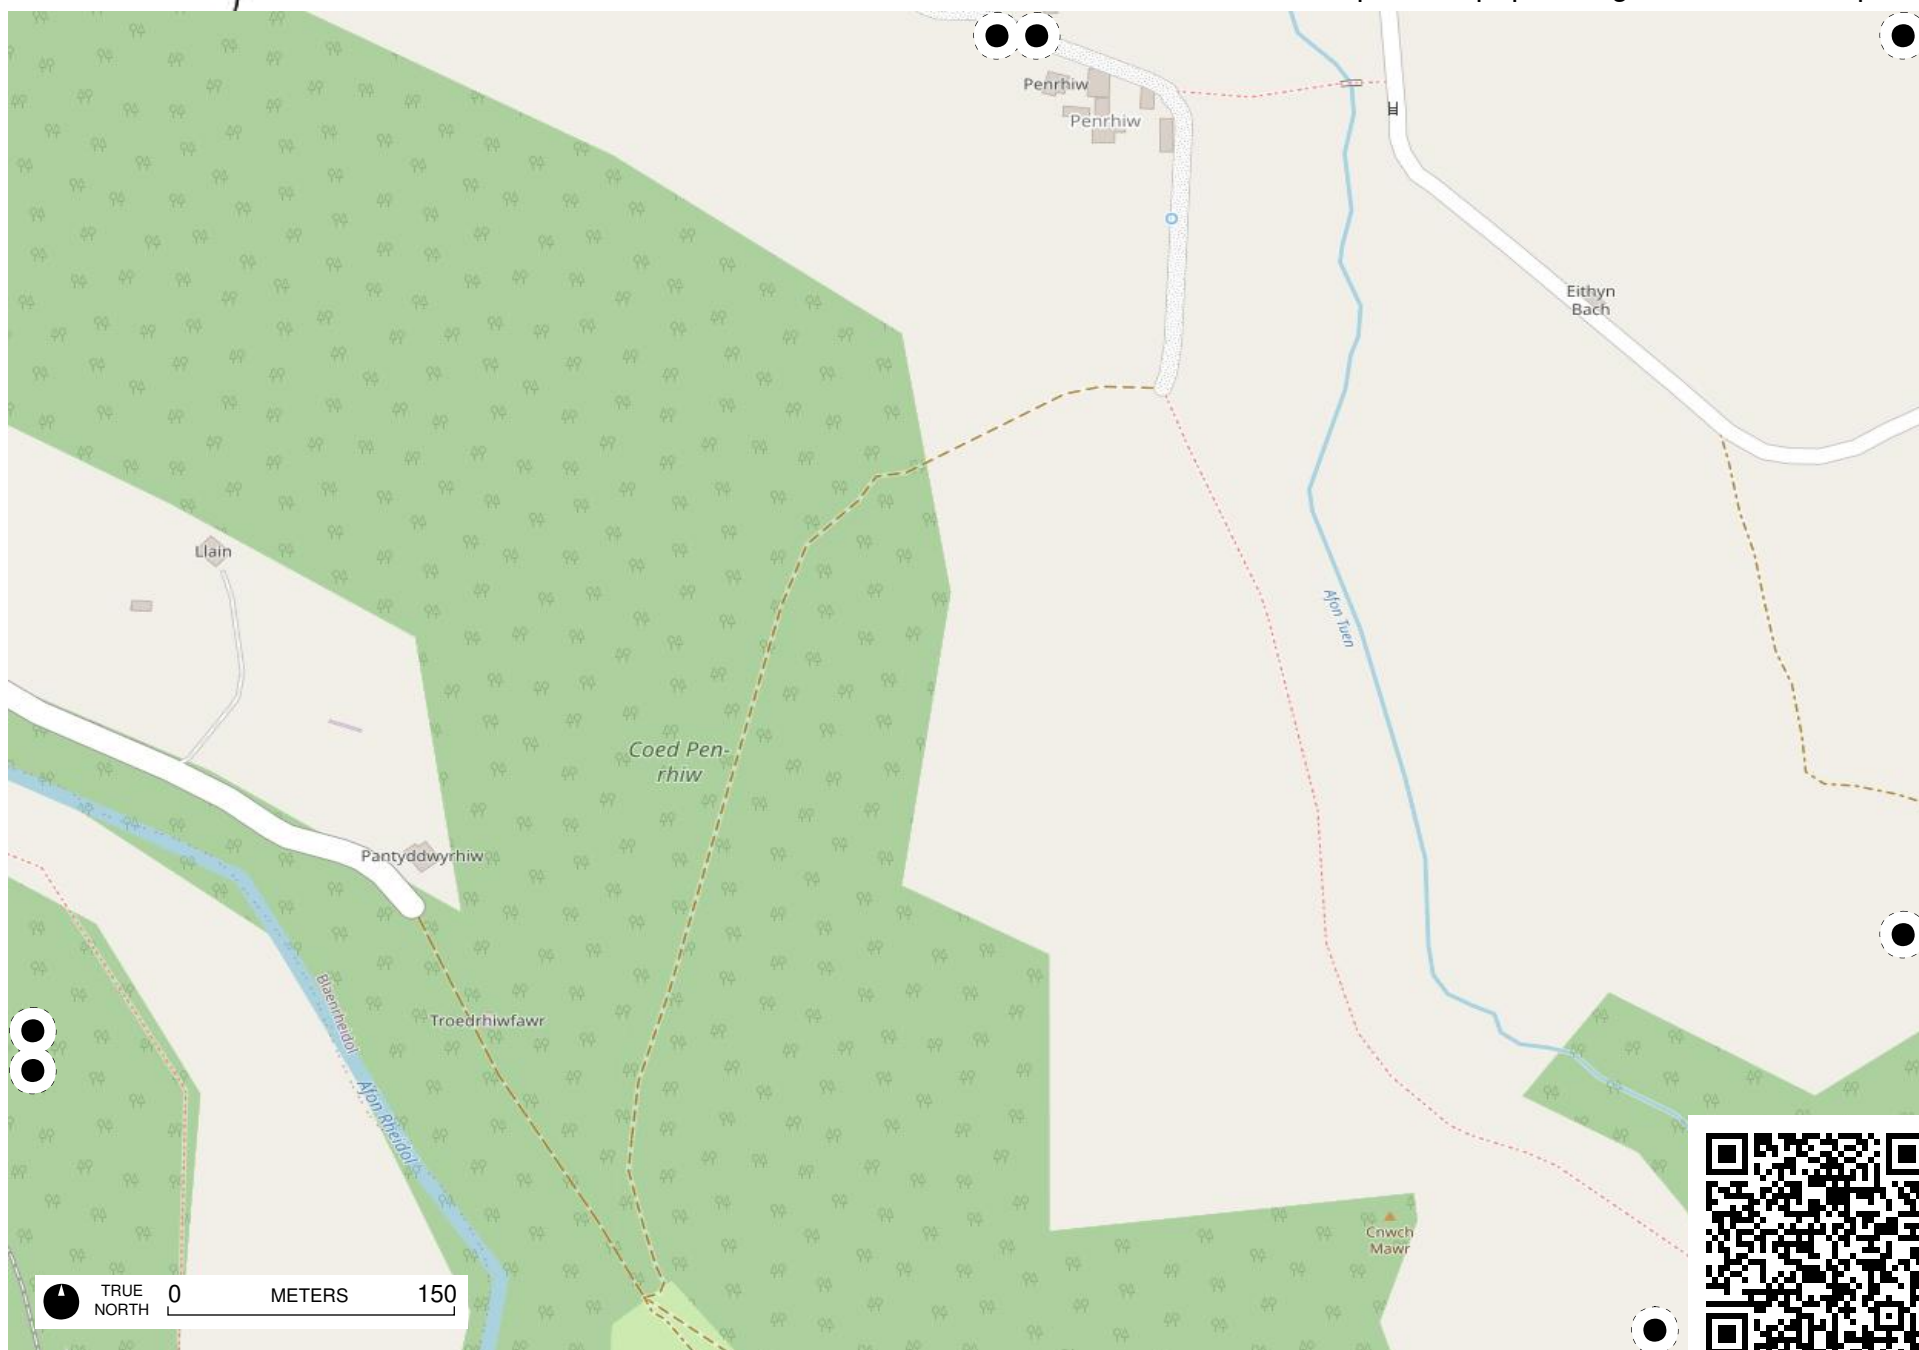 Penrhiw
Penrhiw
Eithyn
Bach
Llain
Afon Tuen
Coed Pen-
rhiw
Pantyddwyrhiw
Blaenrheidol
Troedrhiwfawr
Afon Rheidol
Cnwch
Mawr
TRUE
NORTH
0 METERS 150